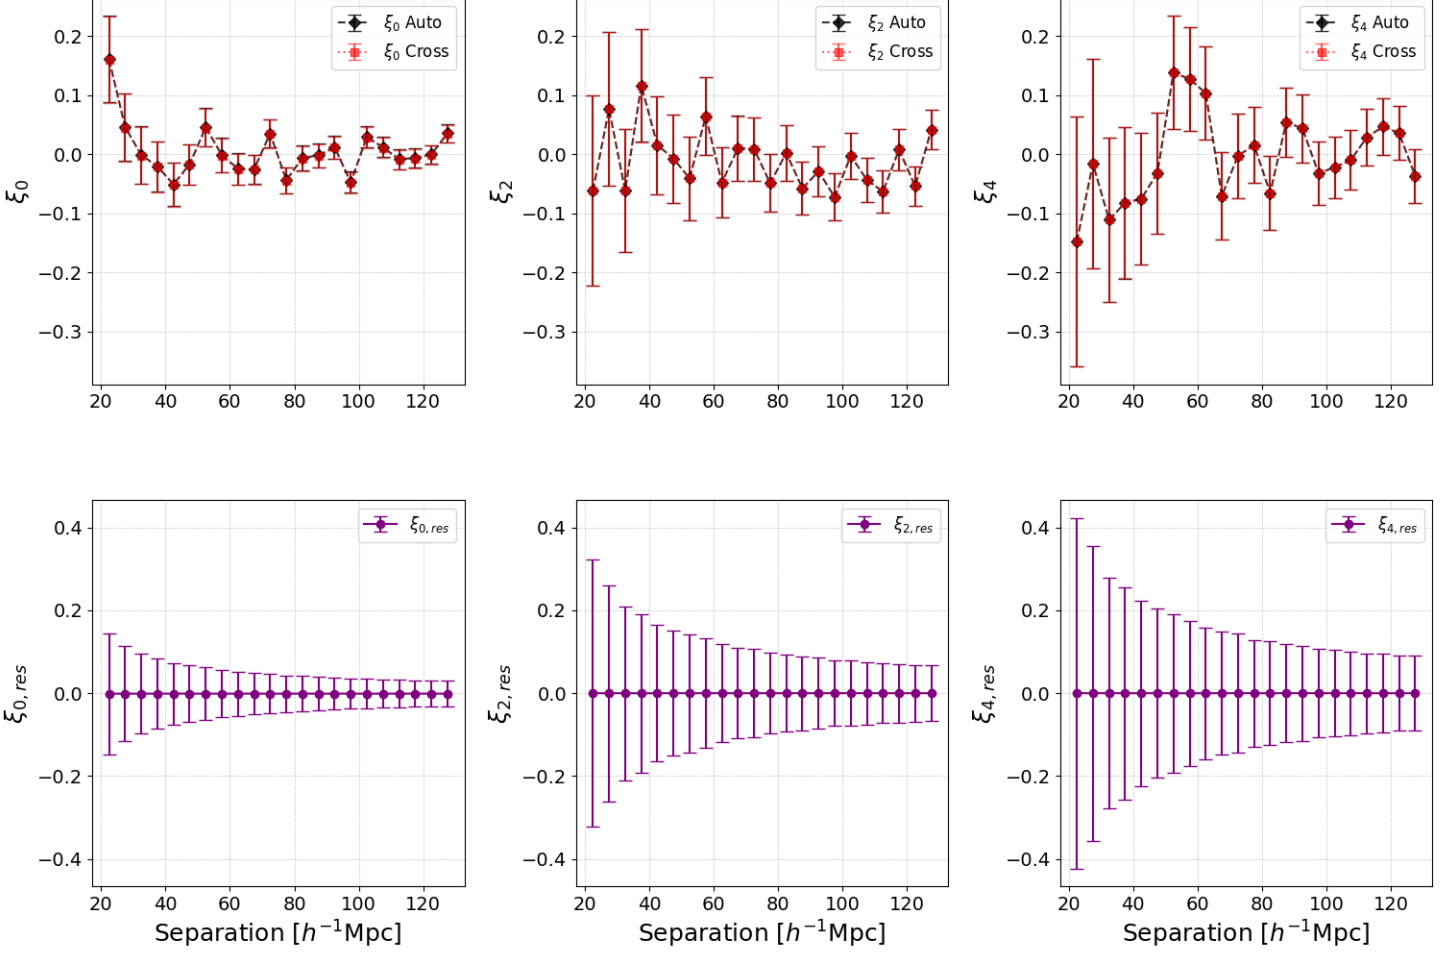 ξ0 Auto
ξ0 Cross
0.2
0.1
0.0
−0.1
−0.2
−0.3
ξ0
20 40 60 80 100 120
ξ2 Auto
ξ2 Cross
0.2
0.1
0.0
−0.1
−0.2
−0.3
ξ2
20 40 60 80 100 120
ξ4 Auto
ξ4 Cross
0.2
0.1
0.0
−0.1
−0.2
−0.3
ξ4
20 40 60 80 100 120
ξ0,res
0.4
0.2
0.0
−0.2
−0.4
ξ0,res
20 40 60 80 100 120
Separation [h⁻¹Mpc]
ξ2,res
0.4
0.2
0.0
−0.2
−0.4
ξ2,res
20 40 60 80 100 120
Separation [h⁻¹Mpc]
ξ4,res
0.4
0.2
0.0
−0.2
−0.4
ξ4,res
20 40 60 80 100 120
Separation [h⁻¹Mpc]